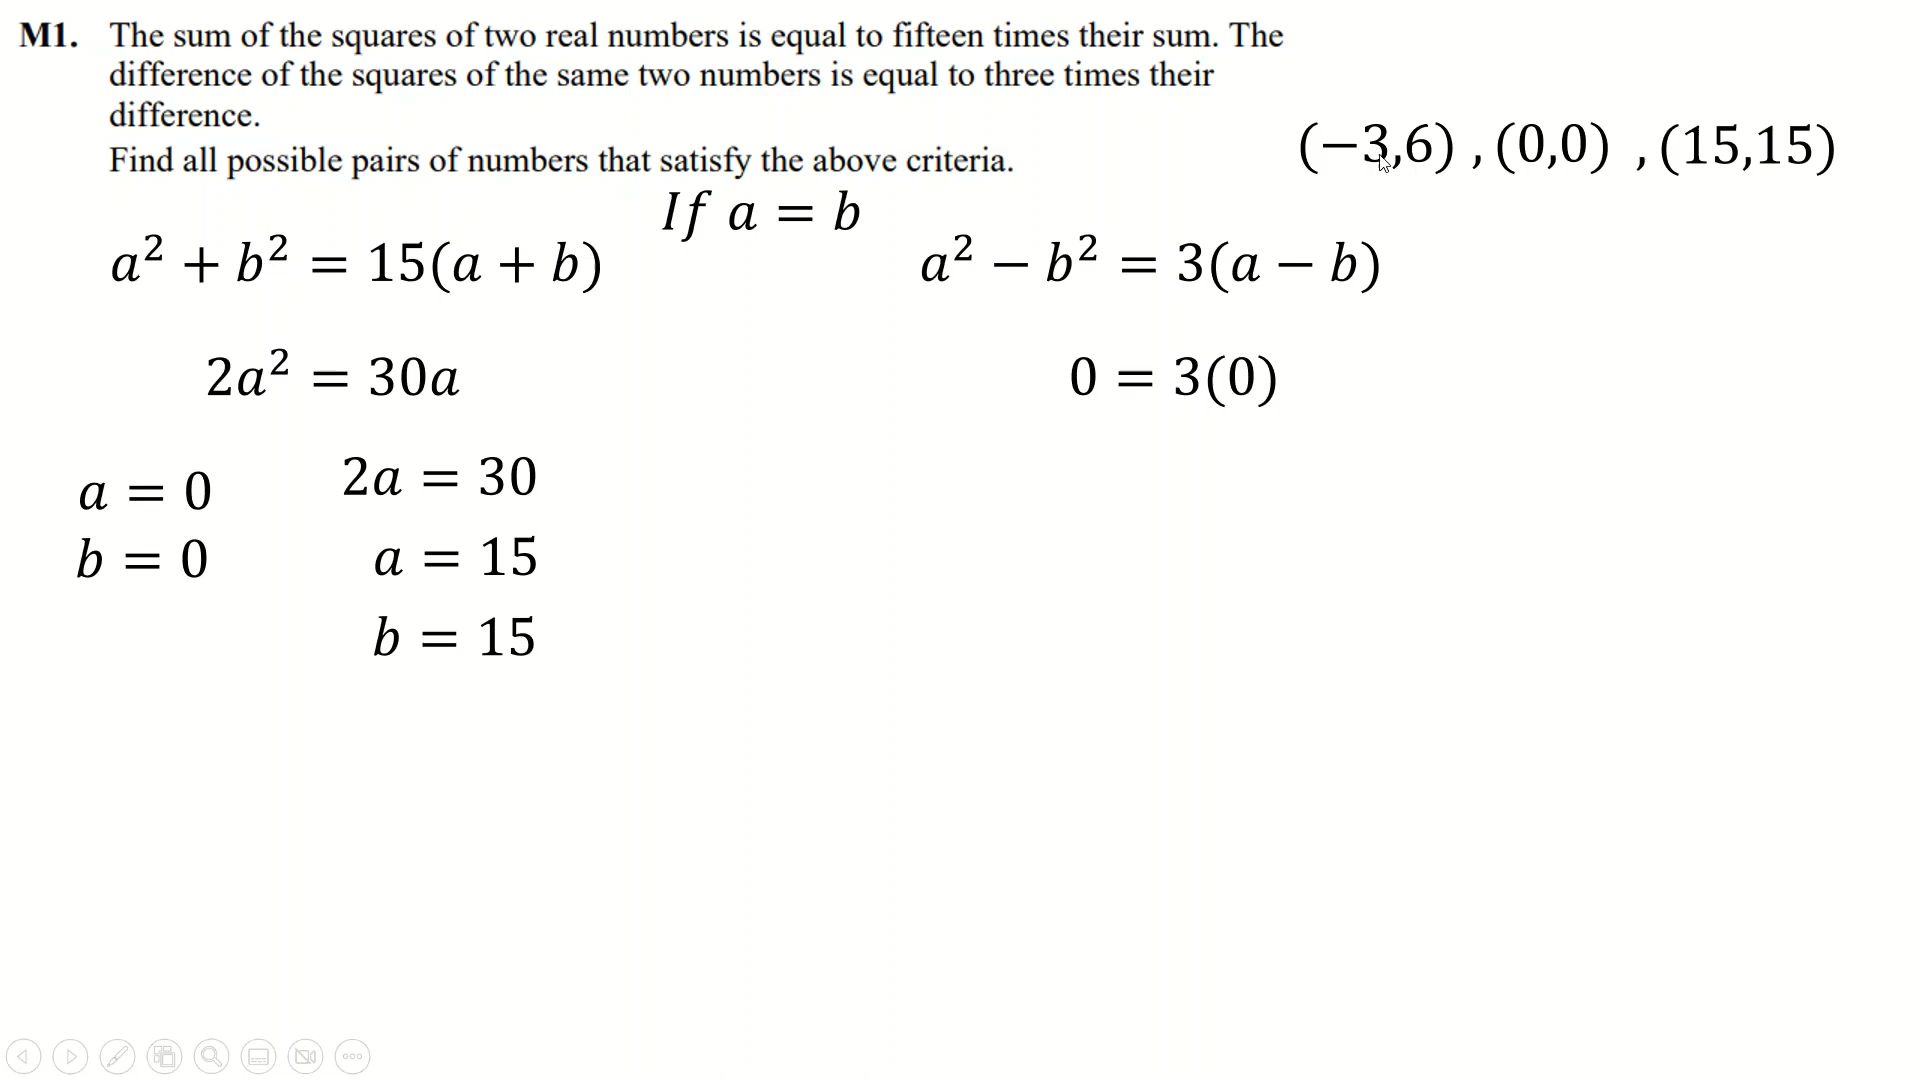 M1. The sum of the squares of two real numbers is equal to fifteen times their sum. The
difference of the squares of the same two numbers is equal to three times their
difference.
Find all possible pairs of numbers that satisfy the above criteria.
(−3,6) , (0,0) , (15,15)
If a = b
a² + b² = 15(a + b)
a² − b² = 3(a − b)
2a² = 30a
0 = 3(0)
a = 0
b = 0
2a = 30
a = 15
b = 15